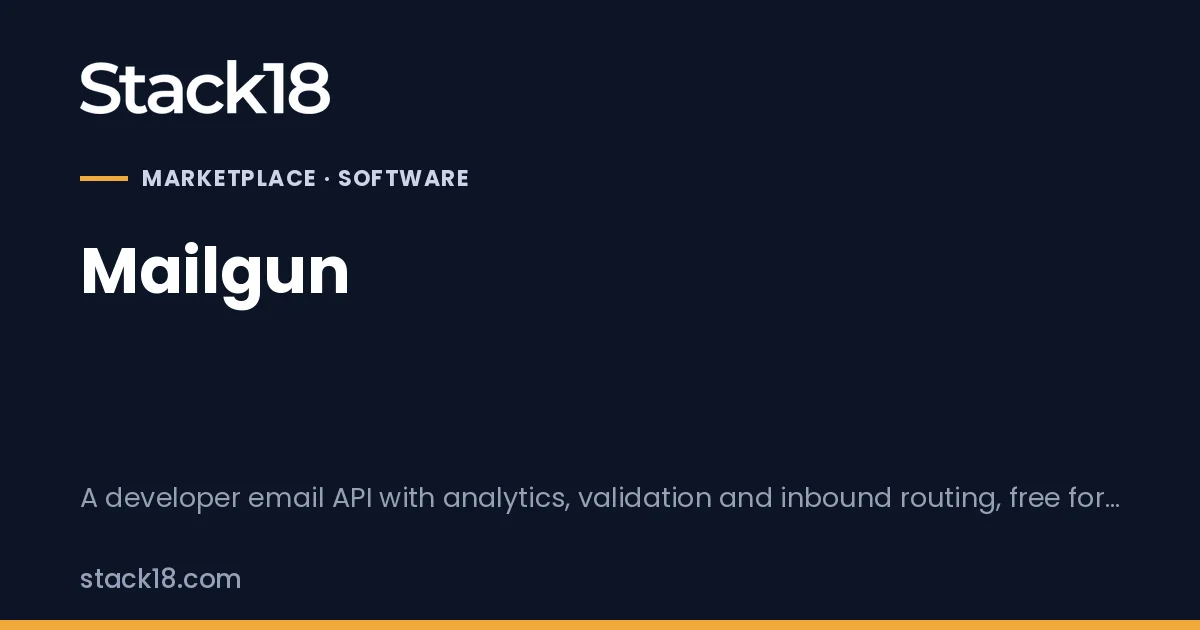 Stack18
MARKETPLACE · SOFTWARE
Mailgun
A developer email API with analytics, validation and inbound routing, free for...
stack18.com